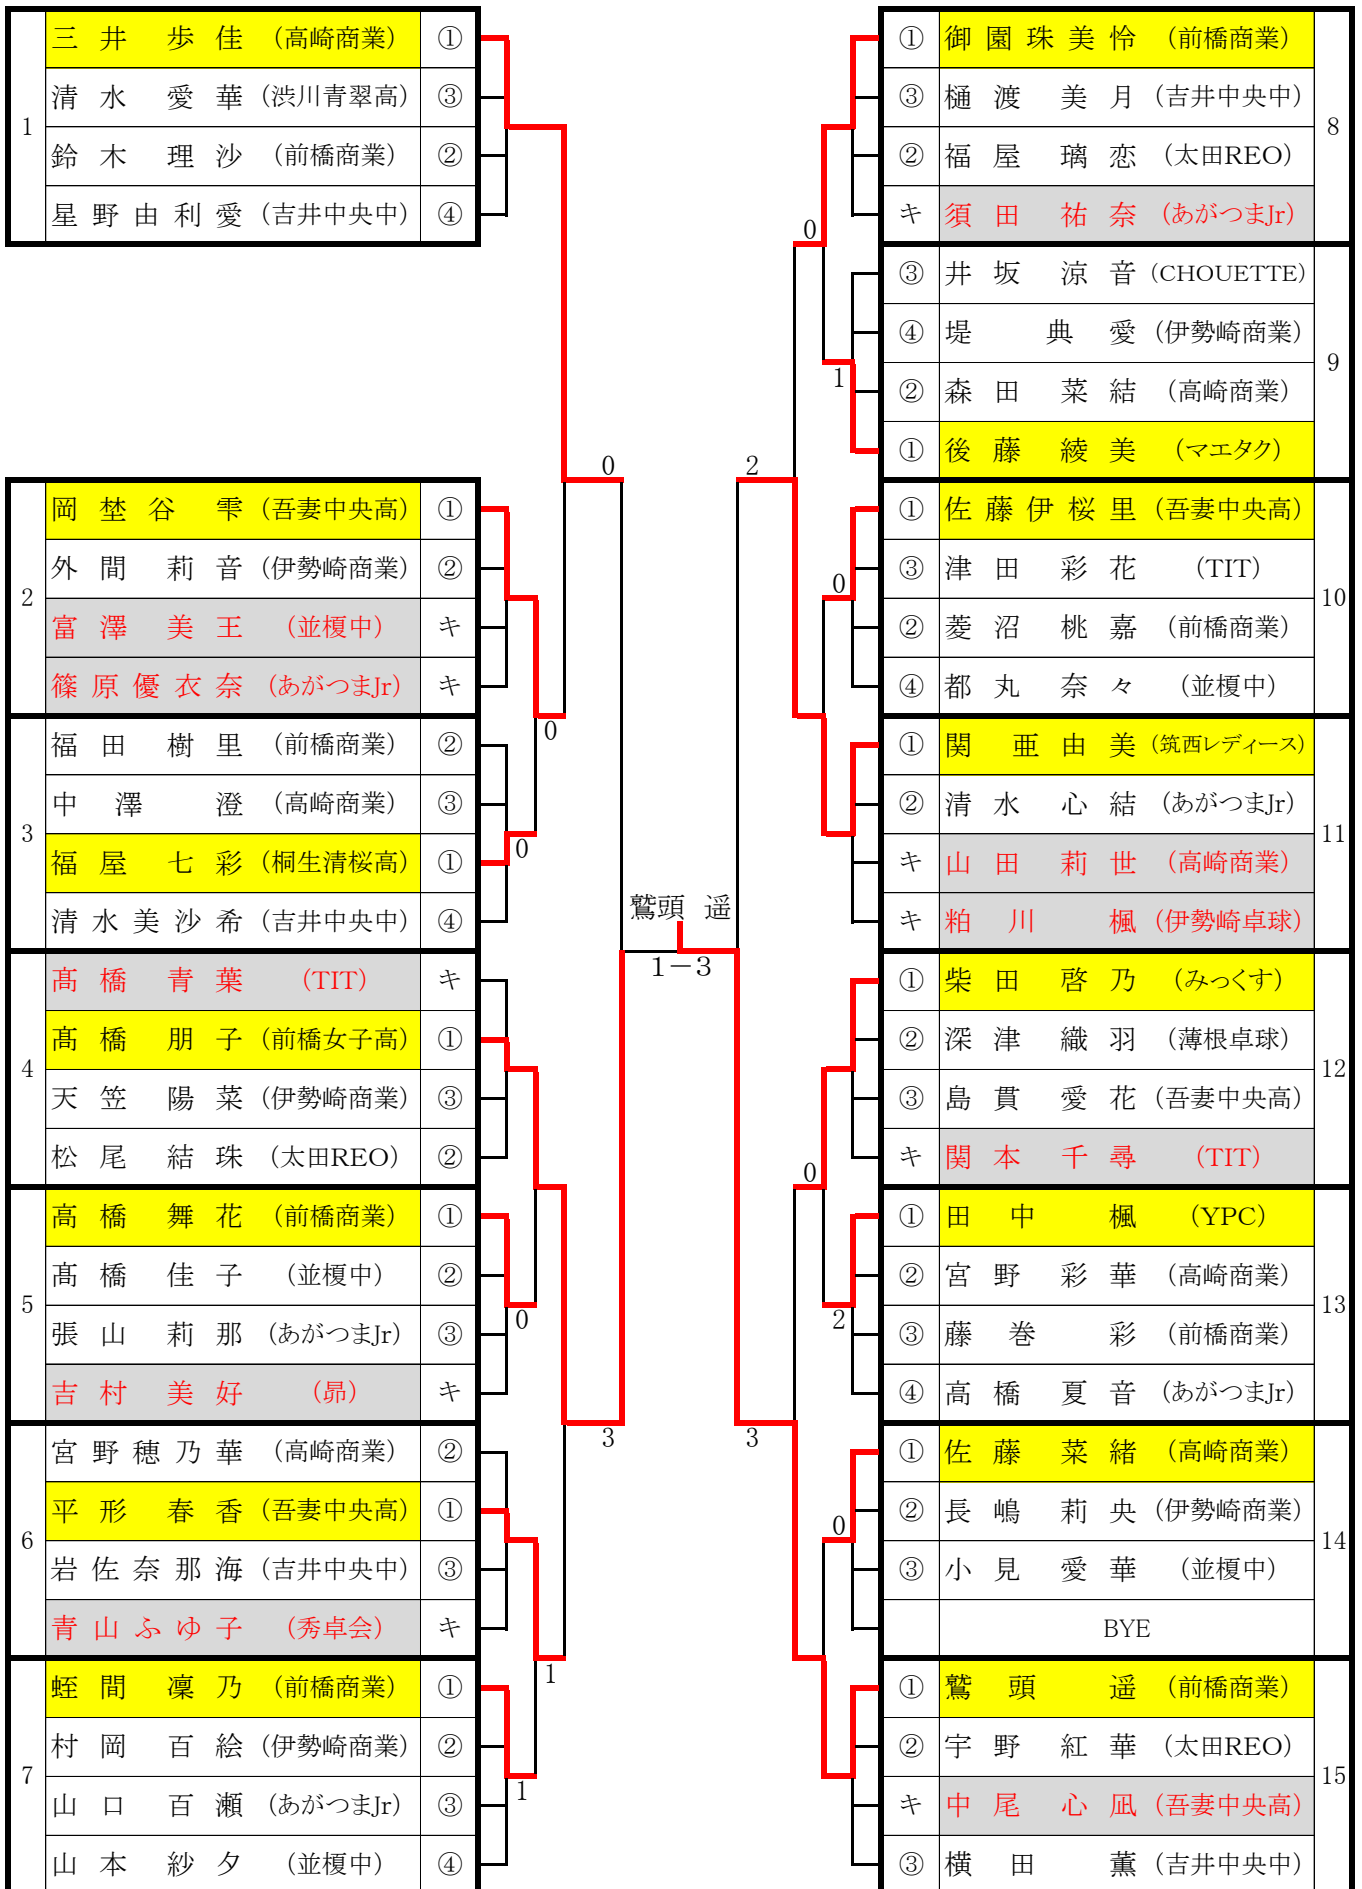 1
三井 歩佳 (高崎商業) ①
清水 愛華 (渋川青翠高) ③
鈴木 理沙 (前橋商業) ②
星野由利愛 (吉井中央中) ④
2
岡埜谷 雫 (吾妻中央高) ①
外間 莉音 (伊勢崎商業) ②
富澤 美王 (並榎中) キ
篠原優衣奈 (あがつまJr) キ
3
福田 樹里 (前橋商業) ②
中澤 澄 (高崎商業) ③
福屋 七彩 (桐生清桜高) ①
清水美沙希 (吉井中央中) ④
4
髙橋 青葉 (TIT) キ
髙橋 朋子 (前橋女子高) ①
天笠 陽菜 (伊勢崎商業) ③
松尾 結珠 (太田REO) ②
5
高橋 舞花 (前橋商業) ①
髙橋 佳子 (並榎中) ②
張山 莉那 (あがつまJr) ③
吉村 美好 (昴) キ
6
宮野穂乃華 (高崎商業) ②
平形 春香 (吾妻中央高) ①
岩佐奈那海 (吉井中央中) ③
青山ふゆ子 (秀卓会) キ
7
蛭間 凜乃 (前橋商業) ①
村岡 百絵 (伊勢崎商業) ②
山口 百瀬 (あがつまJr) ③
山本 紗夕 (並榎中) ④
0
0
0
0
3
1
1
鷲頭 遥
1－3
0
1
2
0
0
2
3
0
8
① 御園珠美怜 (前橋商業)
③ 樋渡 美月 (吉井中央中)
② 福屋 璃恋 (太田REO)
キ 須田 祐奈 (あがつまJr)
9
③ 井坂 涼音 (CHOUETTE)
④ 堤 典愛 (伊勢崎商業)
② 森田 菜結 (高崎商業)
① 後藤 綾美 (マエタク)
10
① 佐藤伊桜里 (吾妻中央高)
③ 津田 彩花 (TIT)
② 菱沼 桃嘉 (前橋商業)
④ 都丸 奈々 (並榎中)
11
① 関 亜由美 (筑西レディース)
② 清水 心結 (あがつまJr)
キ 山田 莉世 (高崎商業)
キ 粕川 楓 (伊勢崎卓球)
12
① 柴田 啓乃 (みっくす)
② 深津 織羽 (薄根卓球)
③ 島貫 愛花 (吾妻中央高)
キ 関本 千尋 (TIT)
13
① 田中 楓 (YPC)
② 宮野 彩華 (高崎商業)
③ 藤巻 彩 (前橋商業)
④ 高橋 夏音 (あがつまJr)
14
① 佐藤 菜緒 (高崎商業)
② 長嶋 莉央 (伊勢崎商業)
③ 小見 愛華 (並榎中)
BYE
15
① 鷲頭 遥 (前橋商業)
② 宇野 紅華 (太田REO)
キ 中尾 心凪 (吾妻中央高)
③ 横田 薫 (吉井中央中)